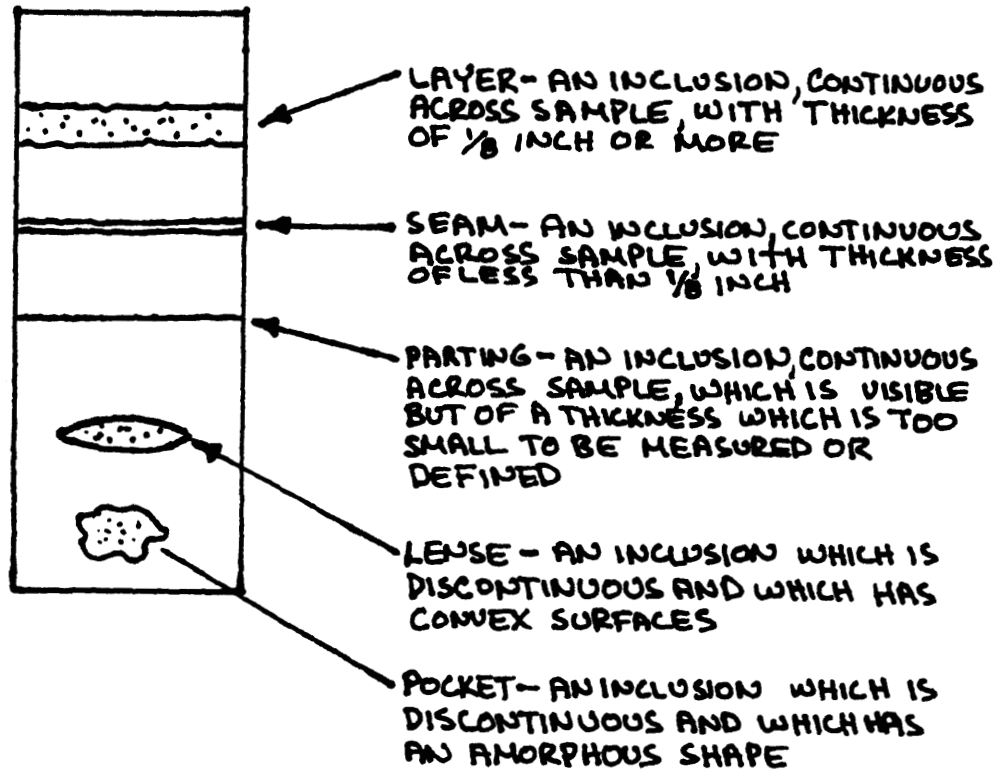 LAYER- AN INCLUSION, CONTINUOUS
ACROSS SAMPLE, WITH THICKNESS
OF 1/8 INCH OR MORE
SEAM- AN INCLUSION, CONTINUOUS
ACROSS SAMPLE, WITH THICKNESS
OF LESS THAN 1/8 INCH
PARTING- AN INCLUSION, CONTINUOUS
ACROSS SAMPLE, WHICH IS VISIBLE
BUT OF A THICKNESS WHICH IS TOO
SMALL TO BE MEASURED OR
DEFINED
LENSE- AN INCLUSION WHICH IS
DISCONTINUOUS AND WHICH HAS
CONVEX SURFACES
POCKET- AN INCLUSION WHICH IS
DISCONTINUOUS AND WHICH HAS
AN AMORPHOUS SHAPE